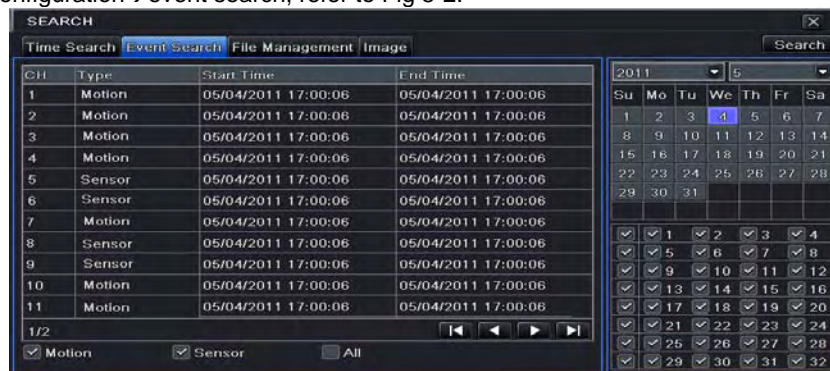 onfiguration→event search, refer to Fig 5-2.
SEARCH
Time Search Event Search File Management Image Search
CH Type Start Time End Time
1 Motion 05/04/2011 17:00:06 05/04/2011 17:00:06
2 Motion 05/04/2011 17:00:06 05/04/2011 17:00:06
3 Motion 05/04/2011 17:00:06 05/04/2011 17:00:06
4 Motion 05/04/2011 17:00:06 05/04/2011 17:00:06
5 Sensor 05/04/2011 17:00:06 05/04/2011 17:00:06
6 Sensor 05/04/2011 17:00:06 05/04/2011 17:00:06
7 Motion 05/04/2011 17:00:06 05/04/2011 17:00:06
8 Sensor 05/04/2011 17:00:06 05/04/2011 17:00:06
9 Sensor 05/04/2011 17:00:06 05/04/2011 17:00:06
10 Motion 05/04/2011 17:00:06 05/04/2011 17:00:06
11 Motion 05/04/2011 17:00:06 05/04/2011 17:00:06
1/2
Motion Sensor All
2011 5
Su Mo Tu We Th Fr Sa
1 2 3 4 5 6 7
8 9 10 11 12 13 14
15 16 17 18 19 20 21
22 23 24 25 26 27 28
29 30 31
1 2 3 4
5 6 7 8
9 10 11 12
13 14 15 16
17 18 19 20
21 22 23 24
25 26 27 28
29 30 31 32